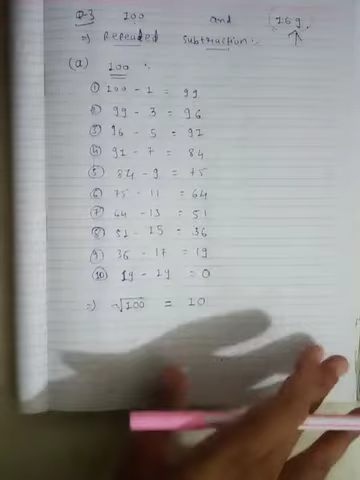 Q-3 100 and 169.
=> Repeated subtraction :-
(a) 100 :-
① 100 - 1 = 99
② 99 - 3 = 96
③ 96 - 5 = 91
④ 91 - 7 = 84
⑤ 84 - 9 = 75
⑥ 75 - 11 = 64
⑦ 64 - 13 = 51
⑧ 51 - 15 = 36
⑨ 36 - 17 = 19
⑩ 19 - 19 = 0
=> √100 = 10